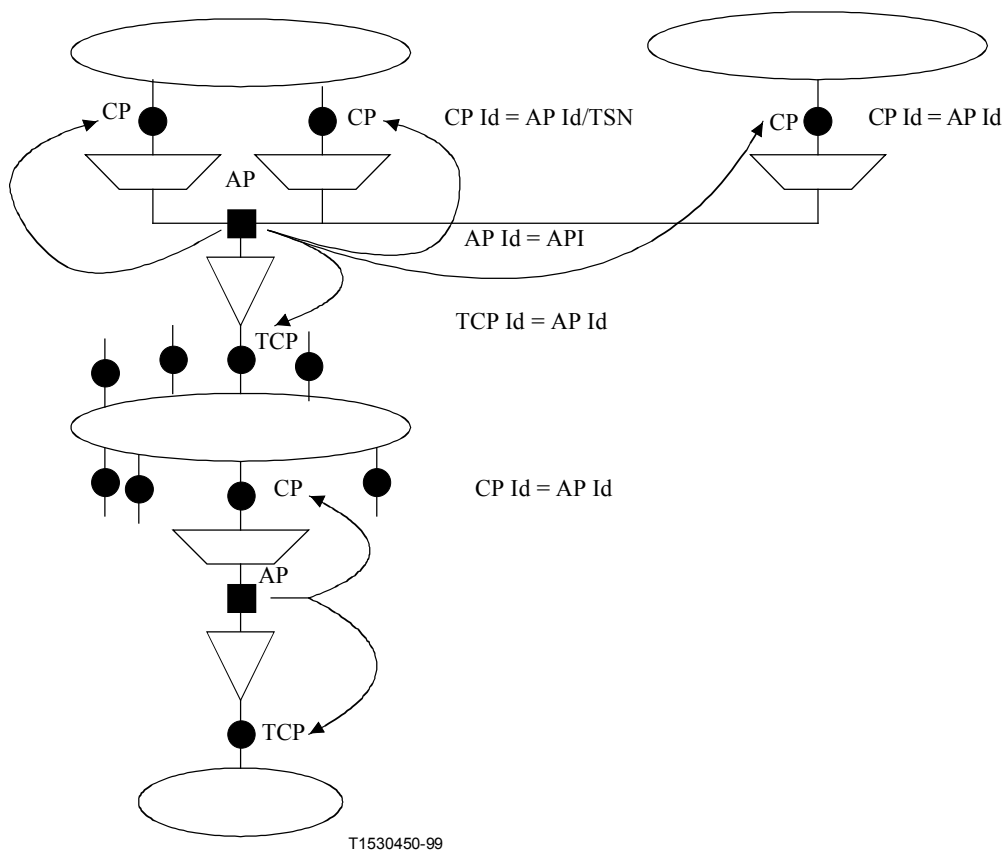 CP
CP
CP Id = AP Id/TSN
CP
CP Id = AP Id
AP
AP Id = API
TCP Id = AP Id
TCP
CP
CP Id = AP Id
AP
TCP
T1530450-99